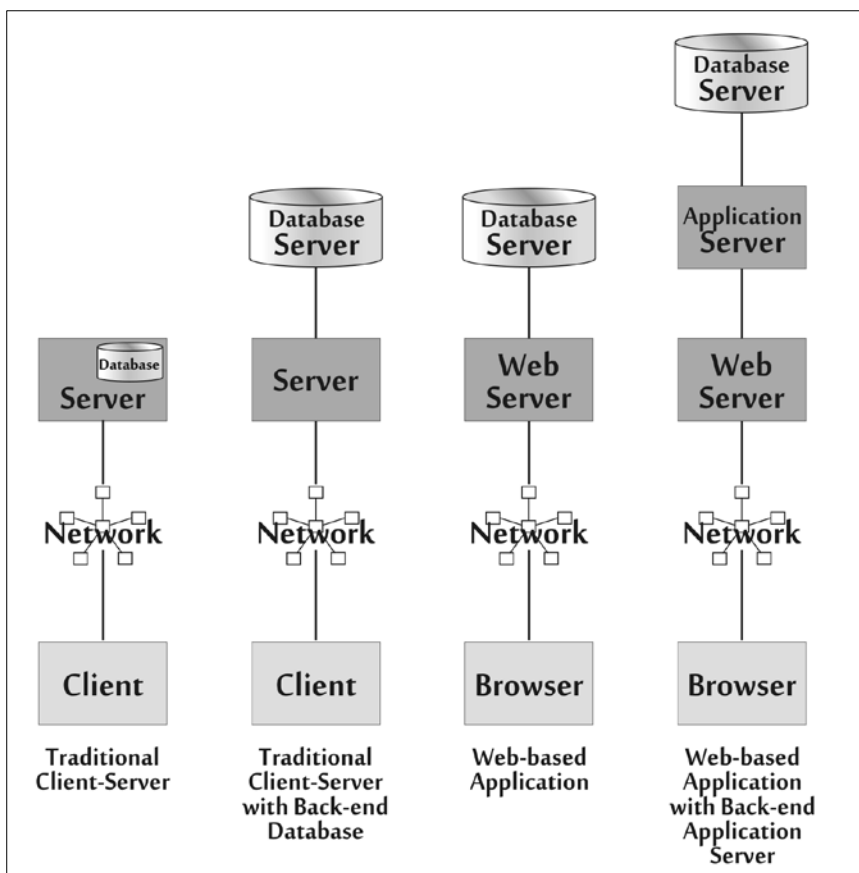 Database
Server
Database
Server
Database
Server
Application
Server
Database
Server
Server
Web
Server
Web
Server
Network
Network
Network
Network
Client
Client
Browser
Browser
Traditional
Client-Server
Traditional
Client-Server
with Back-end
Database
Web-based
Application
Web-based
Application
with Back-end
Application
Server